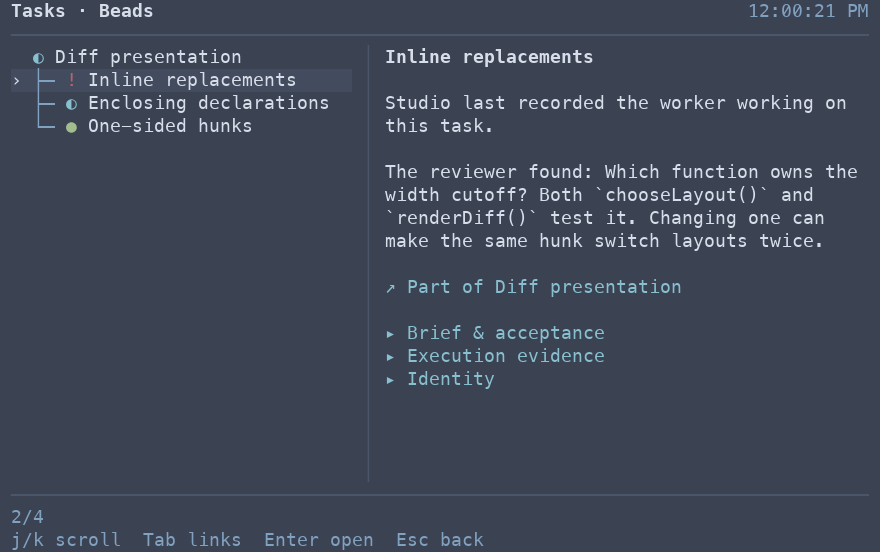 Tasks · Beads 12:00:21 PM
◐ Diff presentation
› ├─ ! Inline replacements
├─ ◐ Enclosing declarations
└─ ● One−sided hunks
Inline replacements
Studio last recorded the worker working on
this task.
The reviewer found: Which function owns the
width cutoff? Both `chooseLayout()` and
`renderDiff()` test it. Changing one can
make the same hunk switch layouts twice.
↗ Part of Diff presentation
▸ Brief & acceptance
▸ Execution evidence
▸ Identity
2/4
j/k scroll  Tab links  Enter open  Esc back